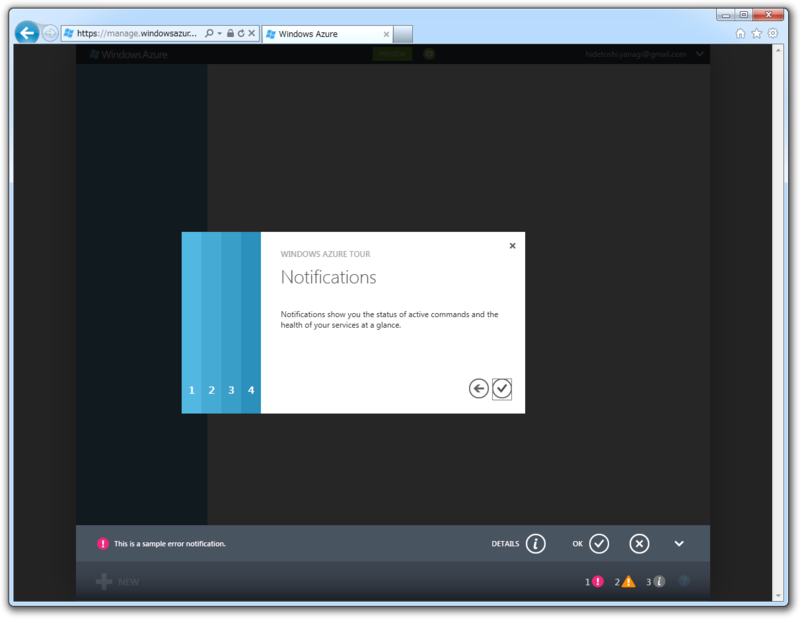 https://manage.windowsazur...
Windows Azure
Windows Azure
hidetoshi.yanagi@gmail.com
WINDOWS AZURE TOUR
Notifications
Notifications show you the status of active commands and the
health of your services at a glance.
1 2 3 4
This is a sample error notification.
DETAILS
OK
NEW
1 2 3